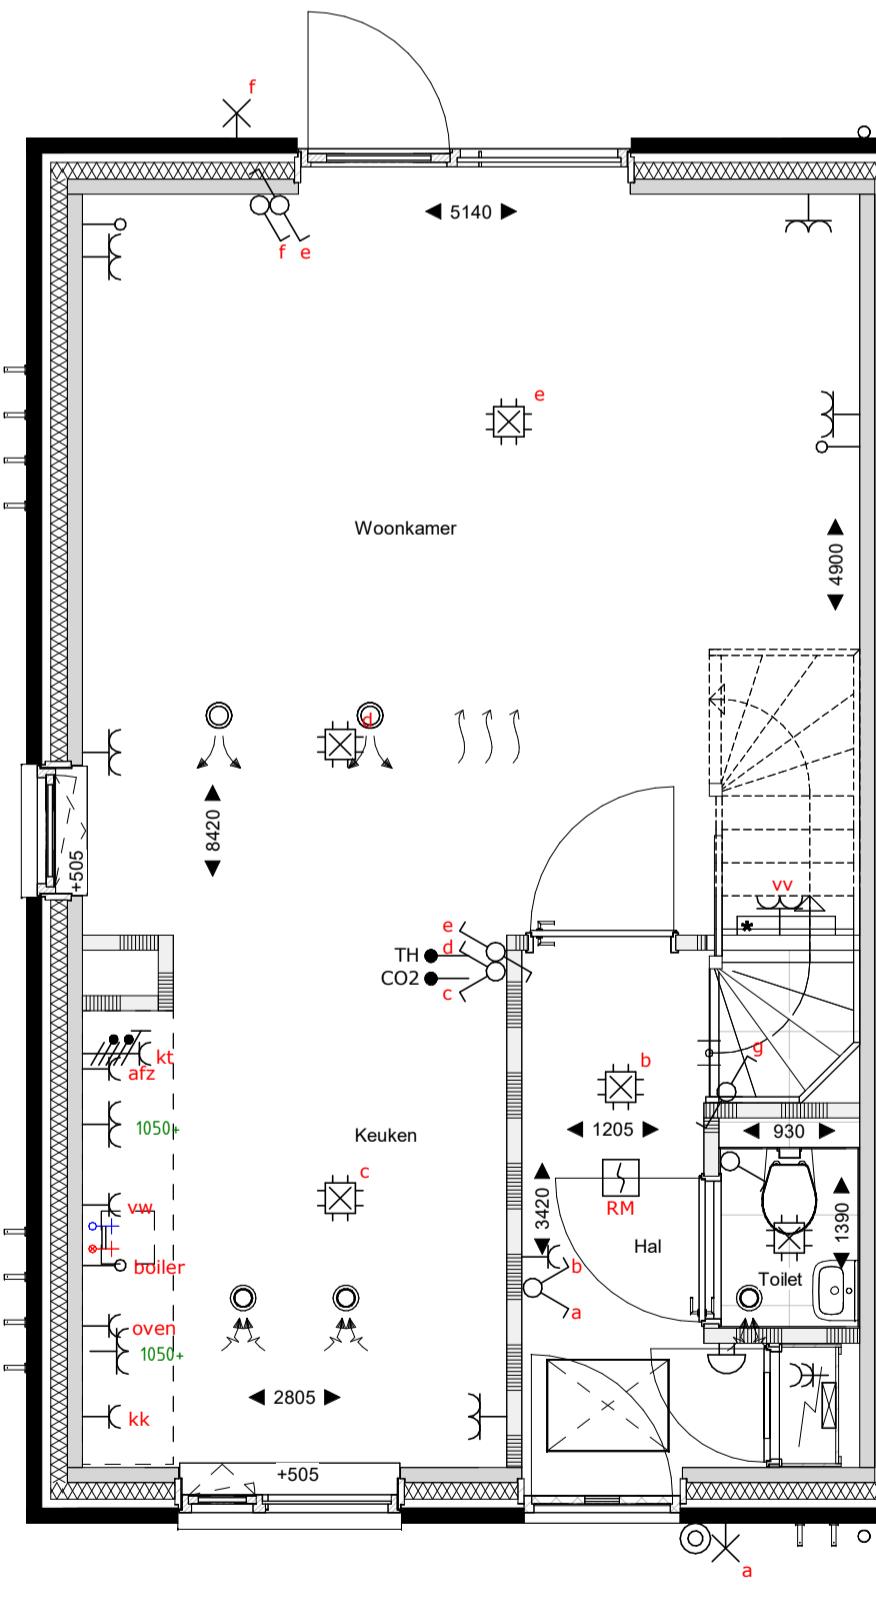 f
5140
f e
e
Woonkamer
4900
d
8420
+505
vv
*
e
TH d
CO2
c
kt
afz
g
b
1050+
1205
930
Keuken
c
RM
3420
1390
vw
Hal
boiler
b
Toilet
a
oven
1050+
2805
kk
+505
a